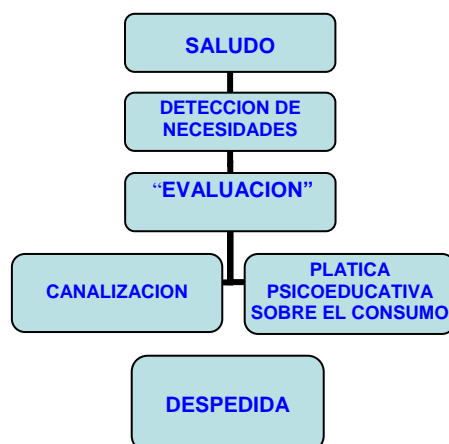 SALUDO
DETECCION DE
NECESIDADES
“EVALUACION”
CANALIZACION
PLATICA
PSICOEDUCATIVA
SOBRE EL CONSUMO
DESPEDIDA